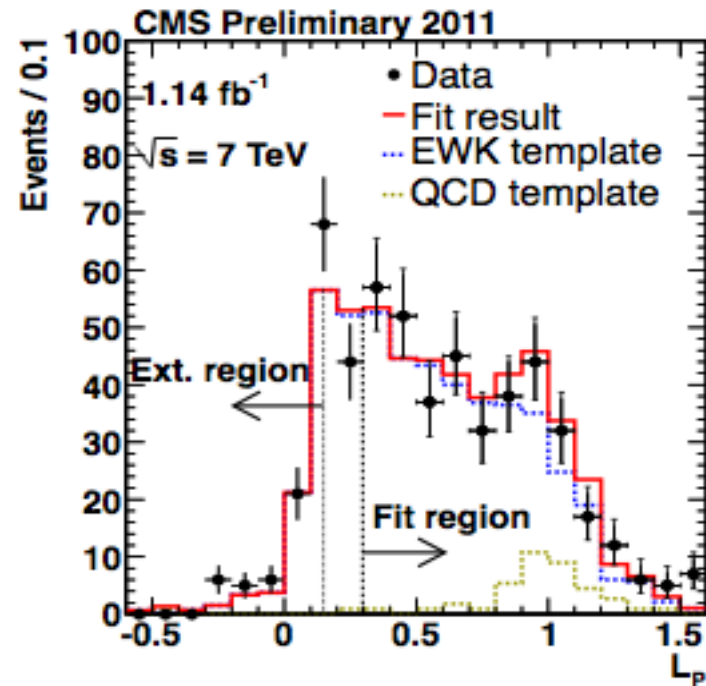 CMS Preliminary 2011
Events / 0.1
100
90
80
70
60
50
40
30
20
10
0
1.14 fb⁻¹
√s = 7 TeV
Data
Fit result
EWK template
QCD template
Ext. region
Fit region
-0.5
0
0.5
1
1.5
L_P